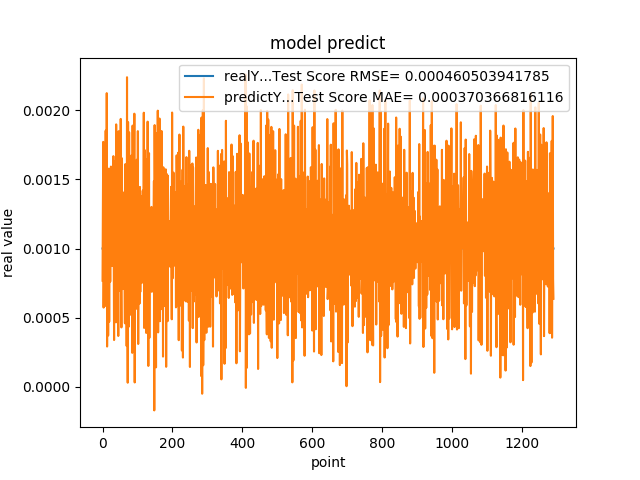 model predict
realY...Test Score RMSE= 0.000460503941785
predictY...Test Score MAE= 0.000370366816116
0.0020
0.0015
0.0010
0.0005
0.0000
real value
0 200 400 600 800 1000 1200
point